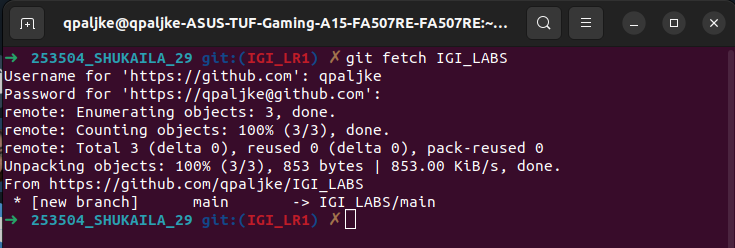 qpaljke@qpaljke-ASUS-TUF-Gaming-A15-FA507RE-FA507RE:~...
➜ 253504_SHUKAILA_29 git:(IGI_LR1) ✗ git fetch IGI_LABS
Username for 'https://github.com': qpaljke
Password for 'https://qpaljke@github.com':
remote: Enumerating objects: 3, done.
remote: Counting objects: 100% (3/3), done.
remote: Total 3 (delta 0), reused 0 (delta 0), pack-reused 0
Unpacking objects: 100% (3/3), 853 bytes | 853.00 KiB/s, done.
From https://github.com/qpaljke/IGI_LABS
 * [new branch]      main       -> IGI_LABS/main
➜ 253504_SHUKAILA_29 git:(IGI_LR1) ✗